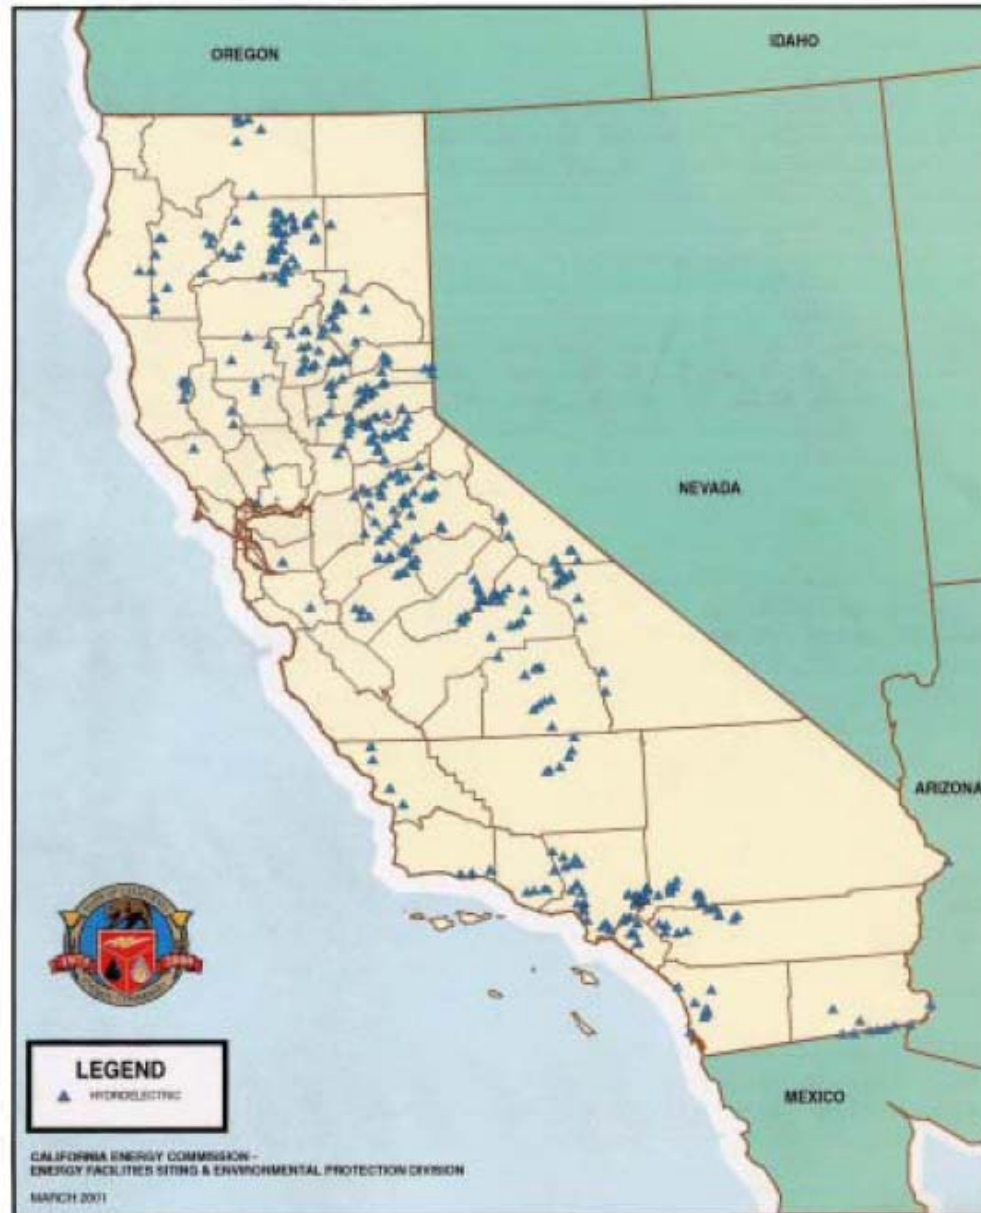 OREGON
IDAHO
NEVADA
ARIZONA
MEXICO
LEGEND
HYDROELECTRIC
CALIFORNIA ENERGY COMMISSION -
ENERGY FACILITIES SITING & ENVIRONMENTAL PROTECTION DIVISION
MARCH 2001